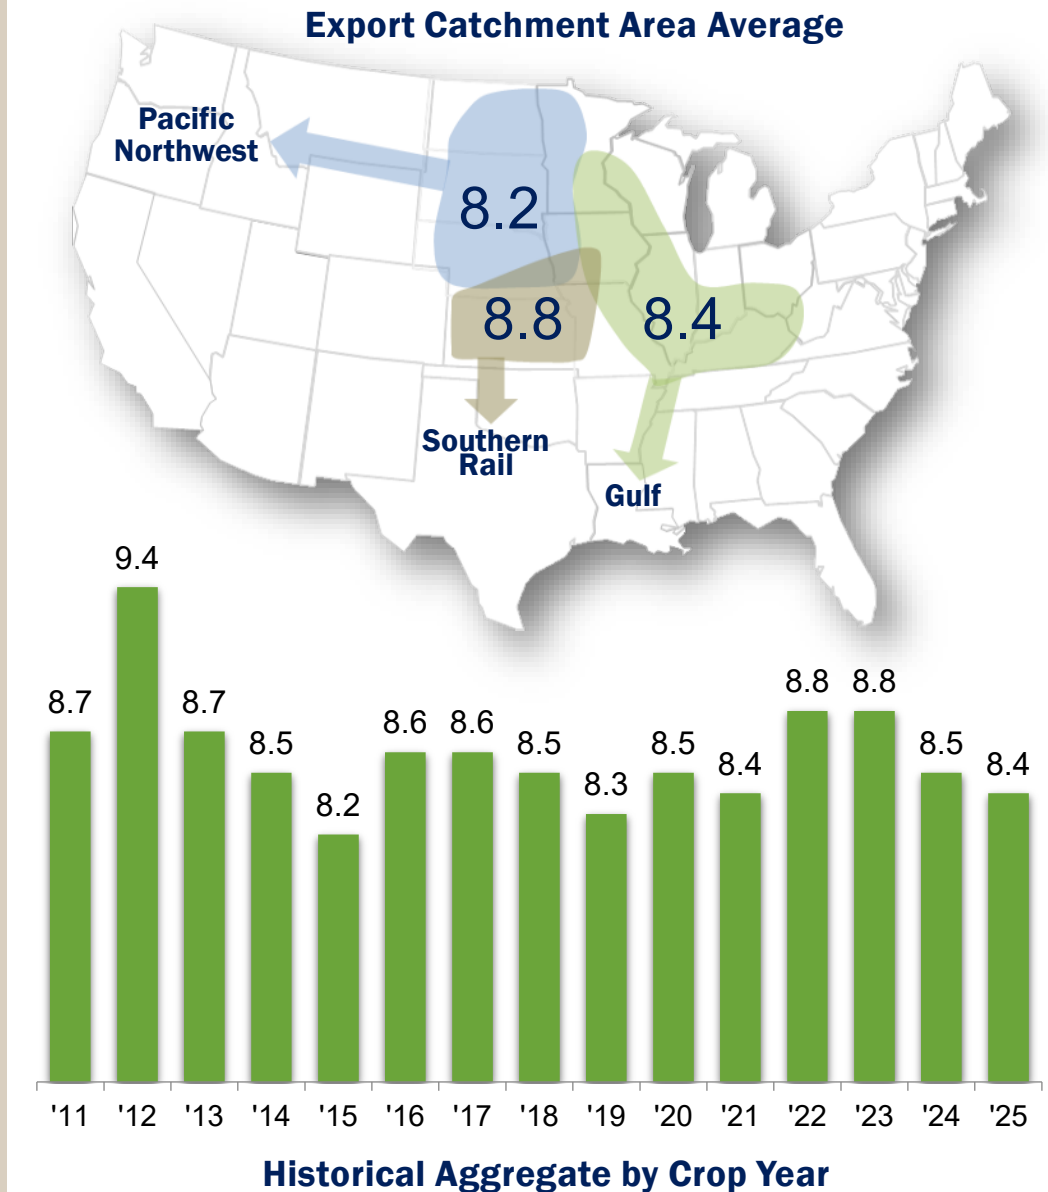 Export Catchment Area Average
Pacific
Northwest
8.2
8.8
8.4
Southern
Rail
Gulf
9.4
8.7
8.7
8.5
8.2
8.6
8.6
8.5
8.3
8.5
8.4
8.8
8.8
8.5
8.4
'11 '12 '13 '14 '15 '16 '17 '18 '19 '20 '21 '22 '23 '24 '25
Historical Aggregate by Crop Year